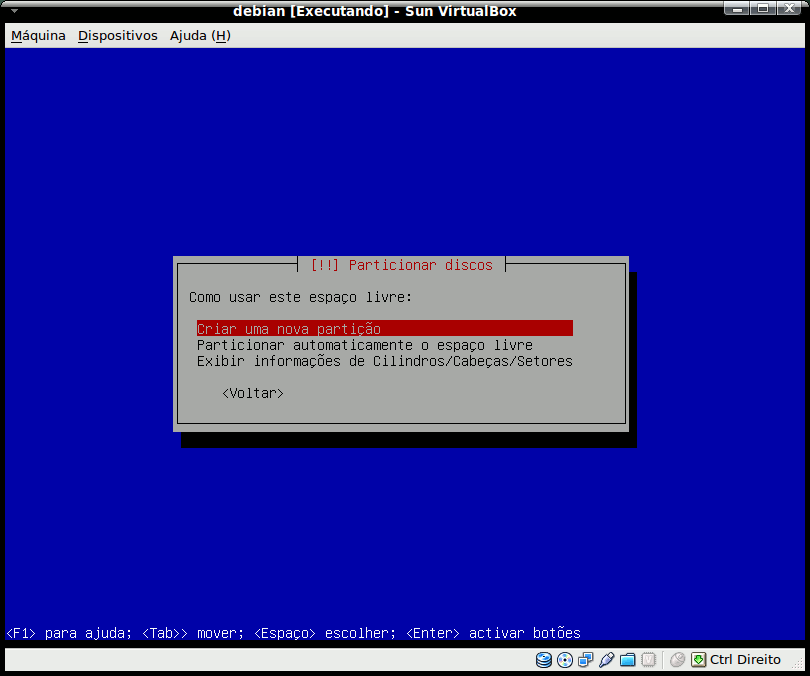 debian [Executando] - Sun VirtualBox
Máquina Dispositivos Ajuda (H)
[!!] Particionar discos
Como usar este espaço livre:
Criar uma nova partição
Particionar automaticamente o espaço livre
Exibir informações de Cilindros/Cabeças/Setores
<Voltar>
<F1> para ajuda; <Tab>> mover; <Espaço> escolher; <Enter> activar botões
Ctrl Direito